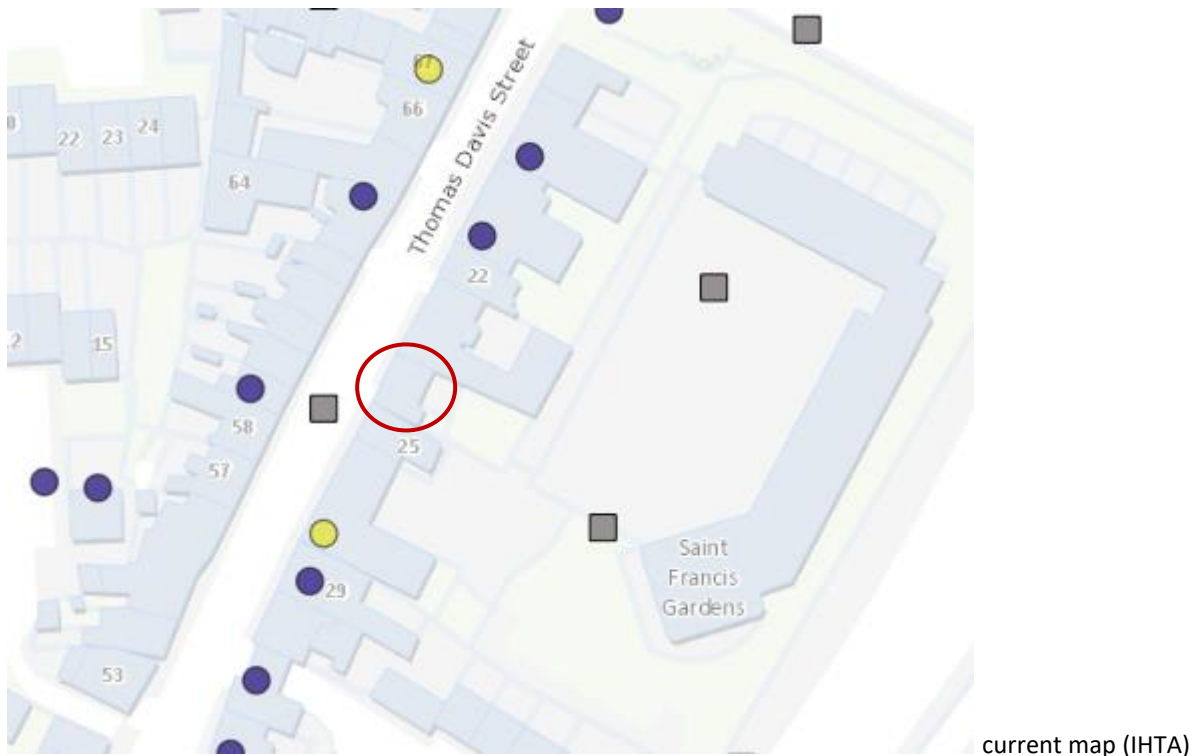 66
Thomas Davis Street
22
23
24
64
22
15
58
25
57
Saint
Francis
Gardens
29
53
current map (IHTA)